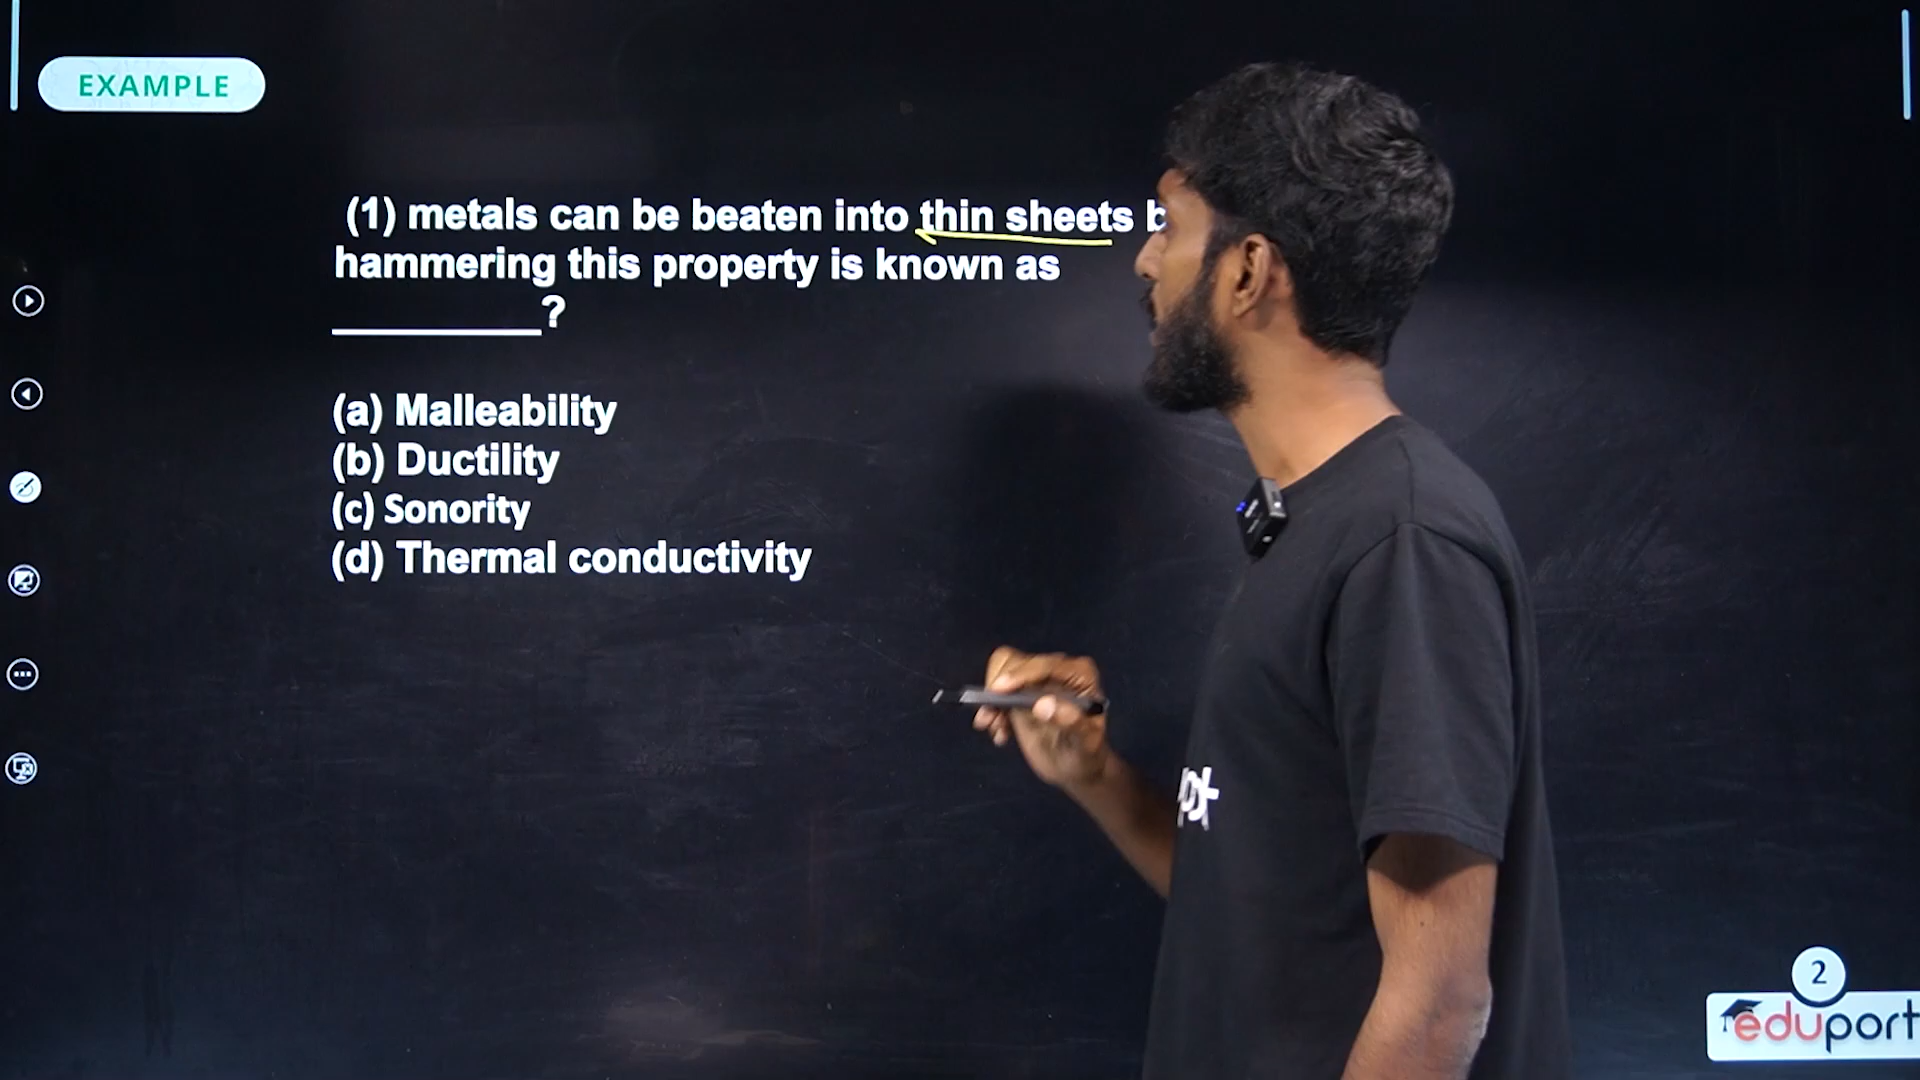 EXAMPLE
(1) metals can be beaten into thin sheets
hammering this property is known as
__________?
(a) Malleability
(b) Ductility
(c) Sonority
(d) Thermal conductivity
2
eduport